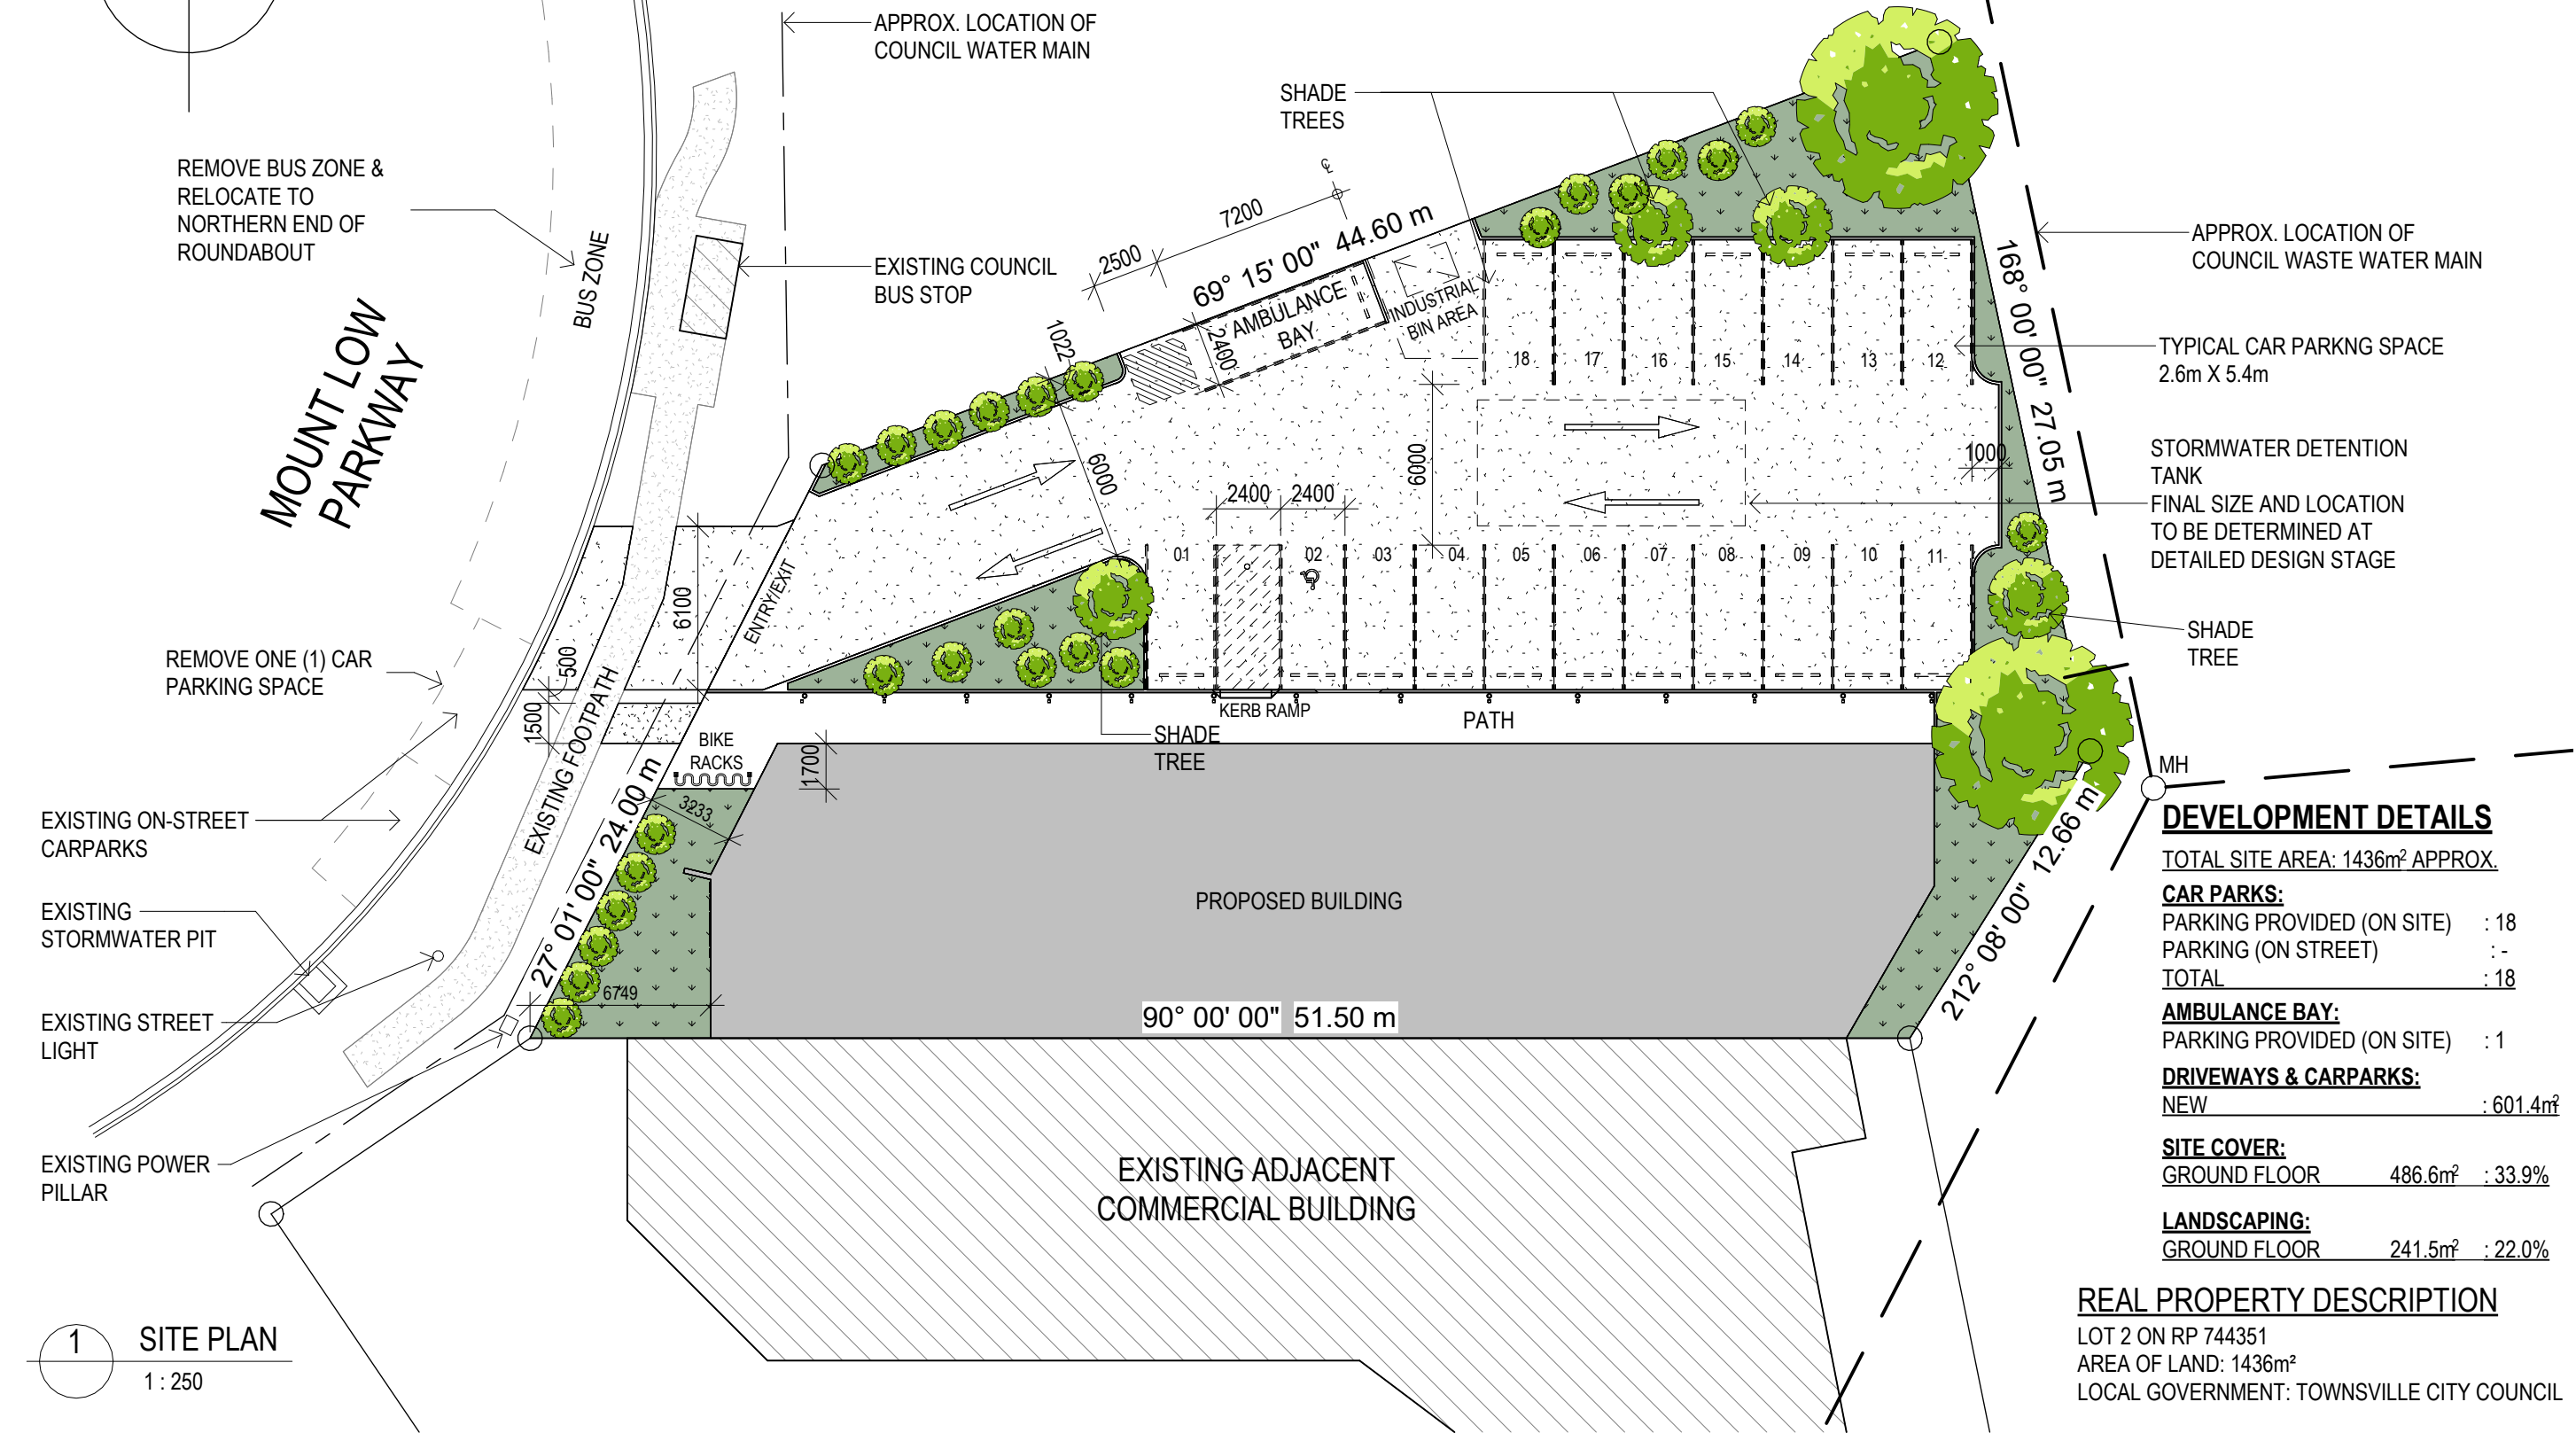 APPROX. LOCATION OF
COUNCIL WATER MAIN
SHADE
TREES
REMOVE BUS ZONE &
RELOCATE TO
NORTHERN END OF
ROUNDABOUT
BUS ZONE
EXISTING COUNCIL
BUS STOP
MOUNT LOW
PARKWAY
2500
7200
℄
69° 15' 00" 44.60 m
1022
2400
AMBULANCE
BAY
INDUSTRIAL
BIN AREA
APPROX. LOCATION OF
COUNCIL WASTE WATER MAIN
168° 00' 00" 27.05 m
18 17 16 15 14 13 12
TYPICAL CAR PARKNG SPACE
2.6m X 5.4m
STORMWATER DETENTION
TANK
FINAL SIZE AND LOCATION
TO BE DETERMINED AT
DETAILED DESIGN STAGE
1000
6000
6000
2400 2400
01 02 03 04 05 06 07 08 09 10 11
ENTRY/EXIT
6100
500
1500
REMOVE ONE (1) CAR
PARKING SPACE
SHADE
TREE
KERB RAMP
PATH
SHADE
TREE
BIKE
RACKS
1700
3233
EXISTING FOOTPATH
27° 01' 00" 24.00 m
MH
EXISTING ON-STREET
CARPARKS
EXISTING
STORMWATER PIT
EXISTING STREET
LIGHT
EXISTING POWER
PILLAR
6749
PROPOSED BUILDING
90° 00' 00" 51.50 m
212° 08' 00" 12.66 m
EXISTING ADJACENT
COMMERCIAL BUILDING
DEVELOPMENT DETAILS
TOTAL SITE AREA: 1436m² APPROX.
CAR PARKS:
PARKING PROVIDED (ON SITE) : 18
PARKING (ON STREET) : -
TOTAL : 18
AMBULANCE BAY:
PARKING PROVIDED (ON SITE) : 1
DRIVEWAYS & CARPARKS:
NEW : 601.4m²
SITE COVER:
GROUND FLOOR 486.6m² : 33.9%
LANDSCAPING:
GROUND FLOOR 241.5m² : 22.0%
REAL PROPERTY DESCRIPTION
LOT 2 ON RP 744351
AREA OF LAND: 1436m²
LOCAL GOVERNMENT: TOWNSVILLE CITY COUNCIL
1 SITE PLAN
1 : 250